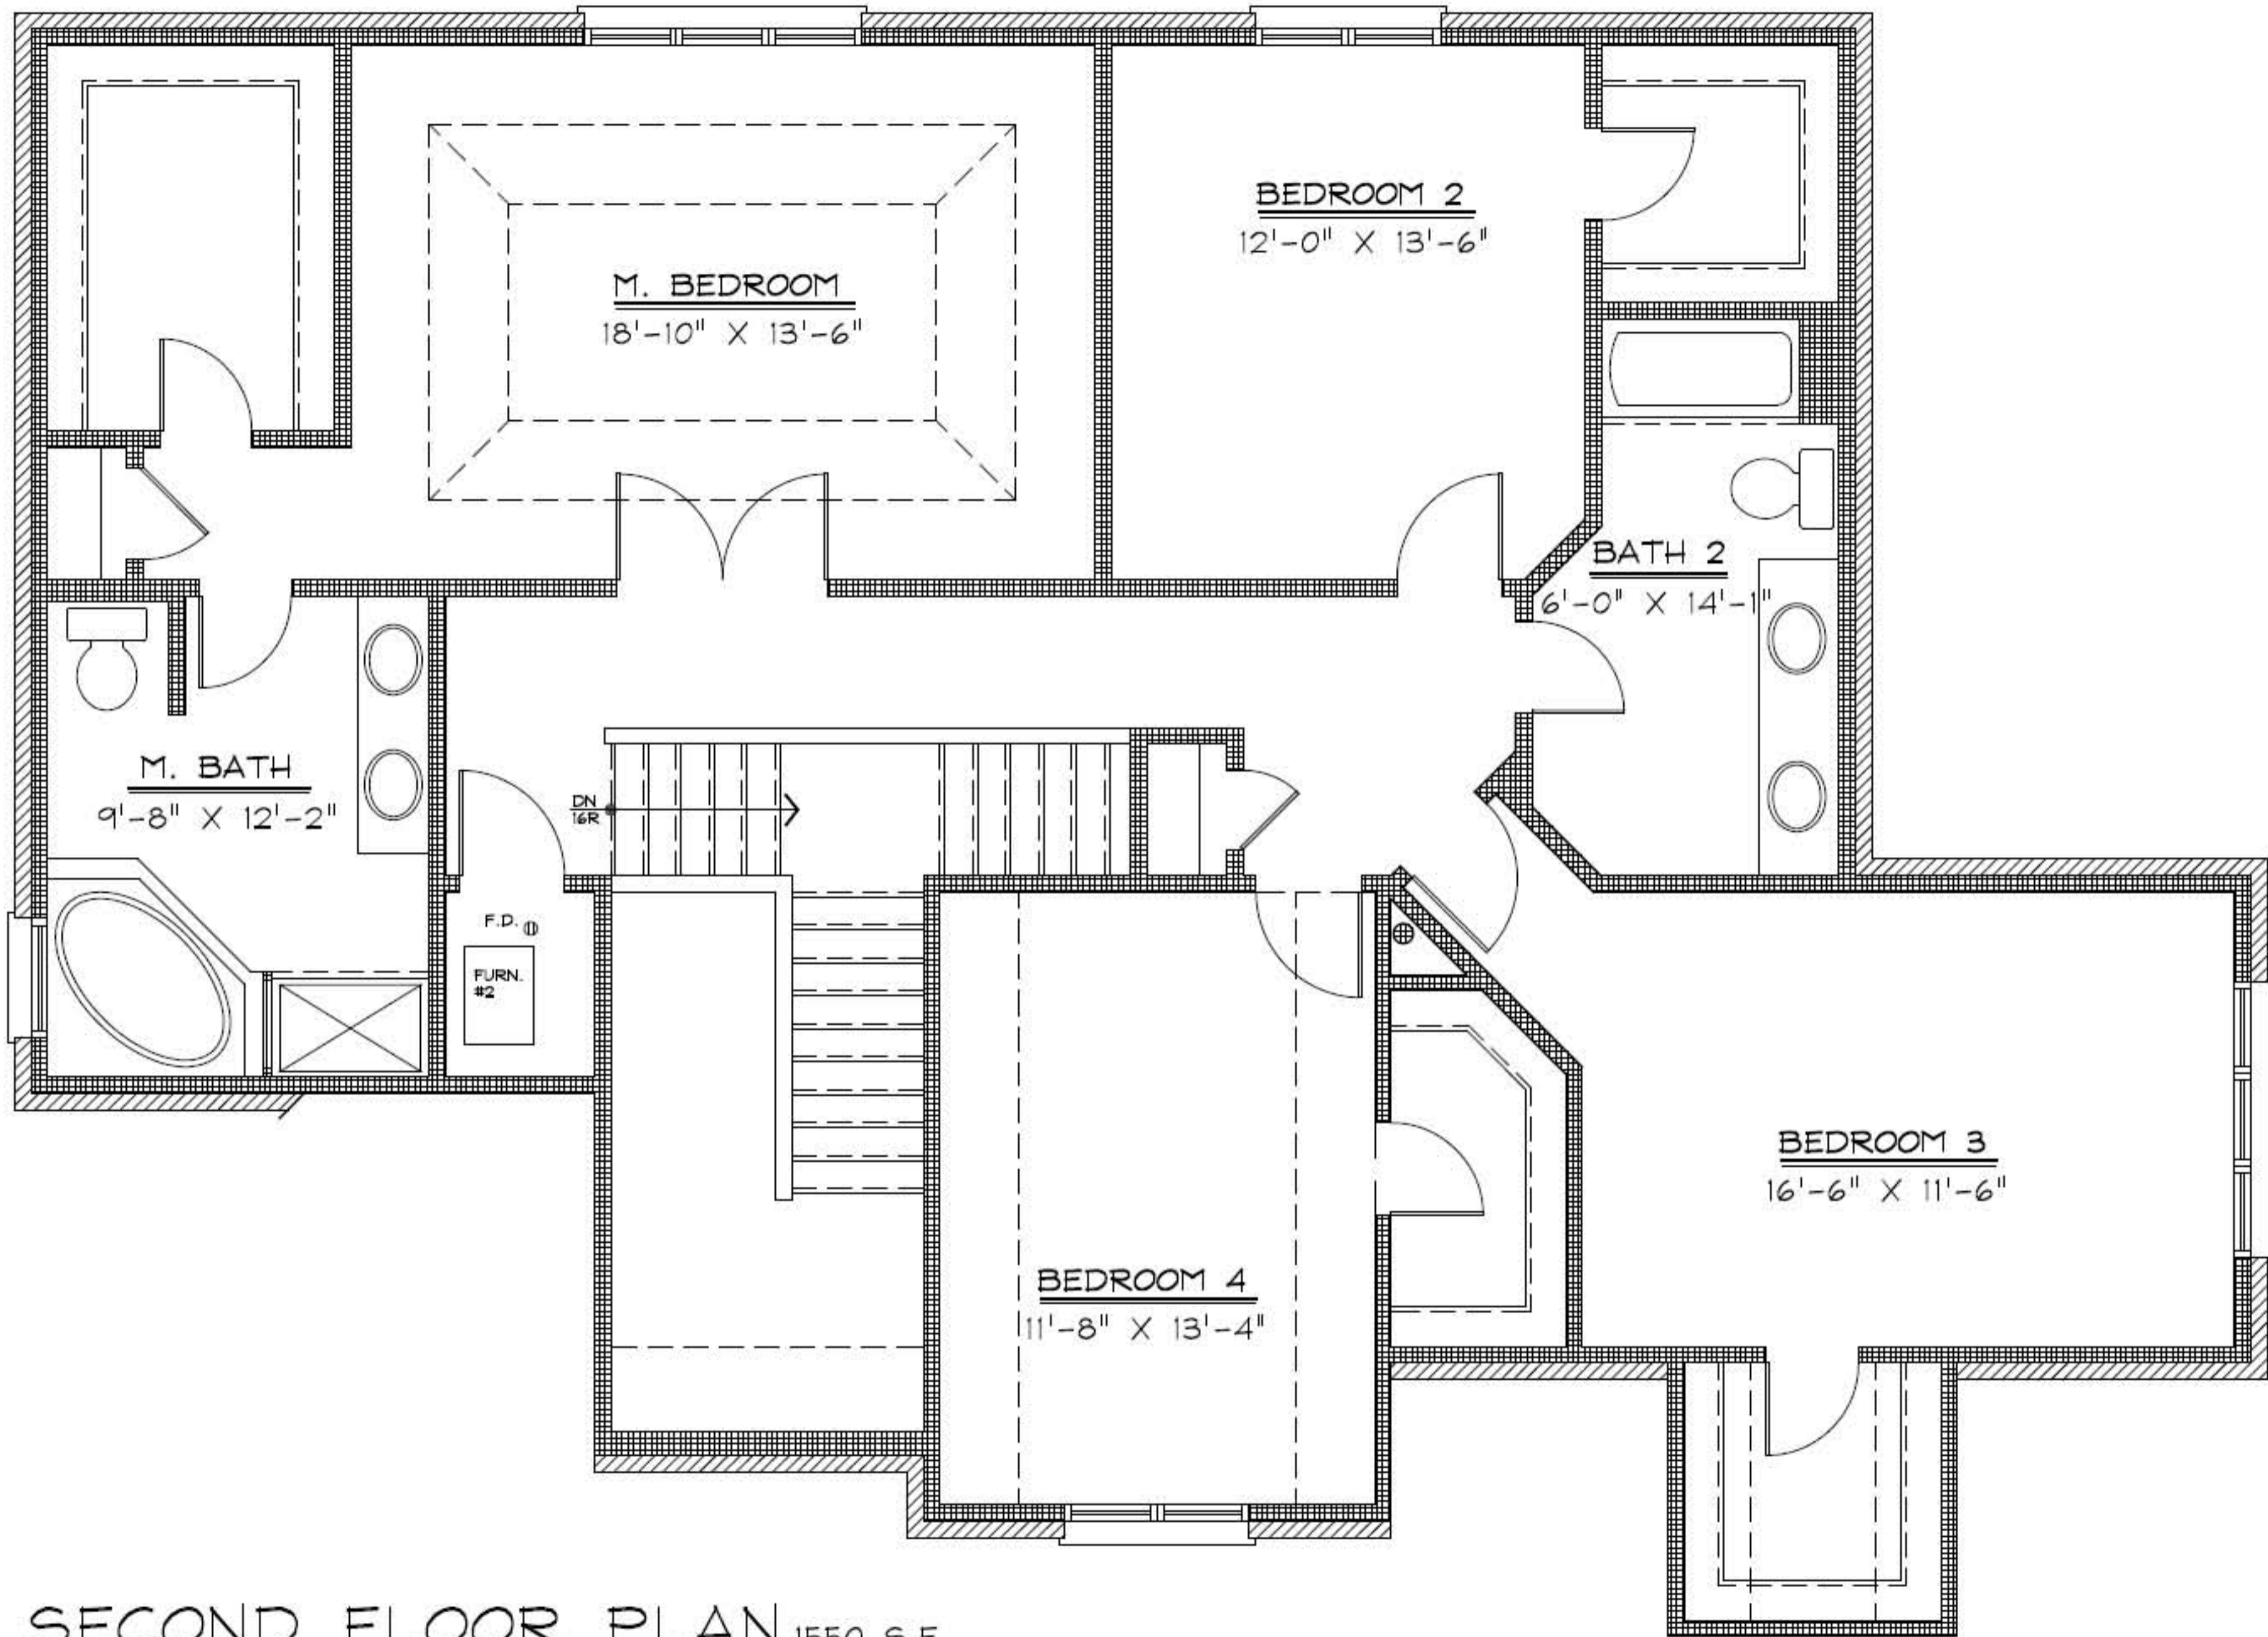 BEDROOM 2
12'-0" X 13'-6"
M. BEDROOM
18'-10" X 13'-6"
BATH 2
6'-0" X 14'-1"
M. BATH
9'-8" X 12'-2"
DN
16R
F.D.
FURN.
#2
BEDROOM 3
16'-6" X 11'-6"
BEDROOM 4
11'-8" X 13'-4"
SECOND FLOOR PLAN 1550 S.F.